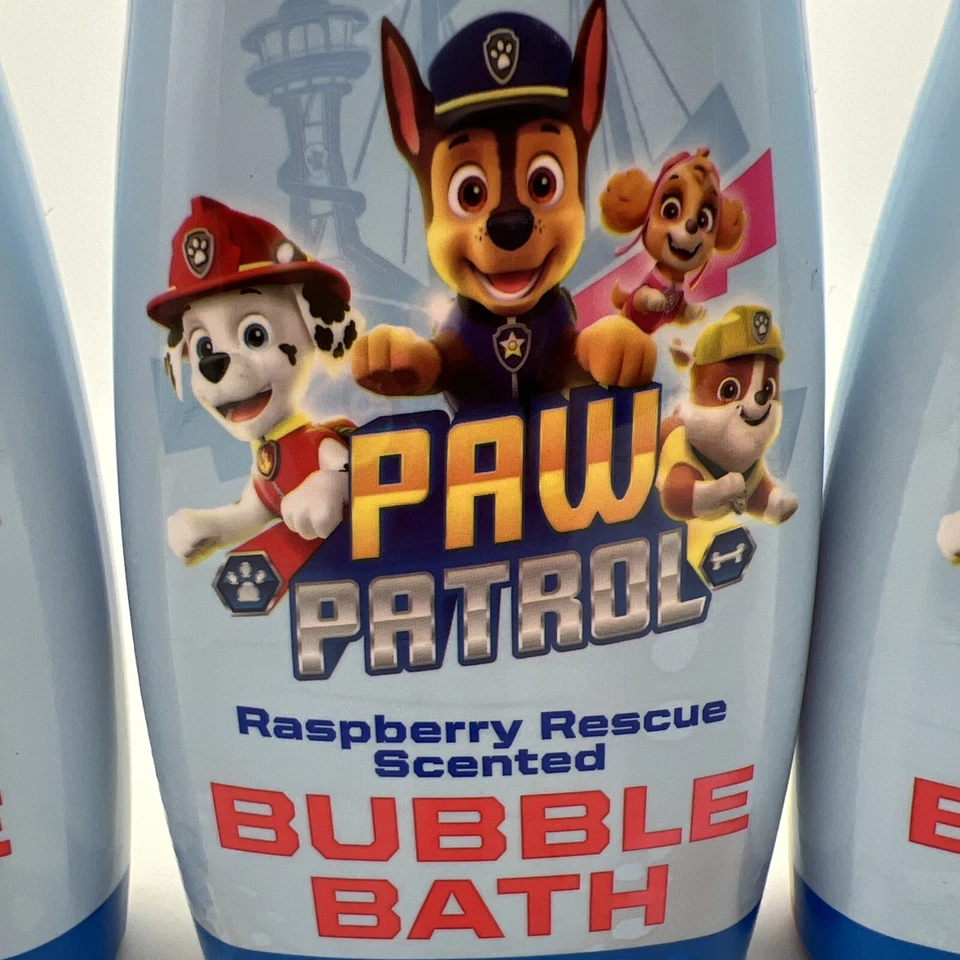 PAW
PATROL
Raspberry Rescue
Scented
BUBBLE
BATH